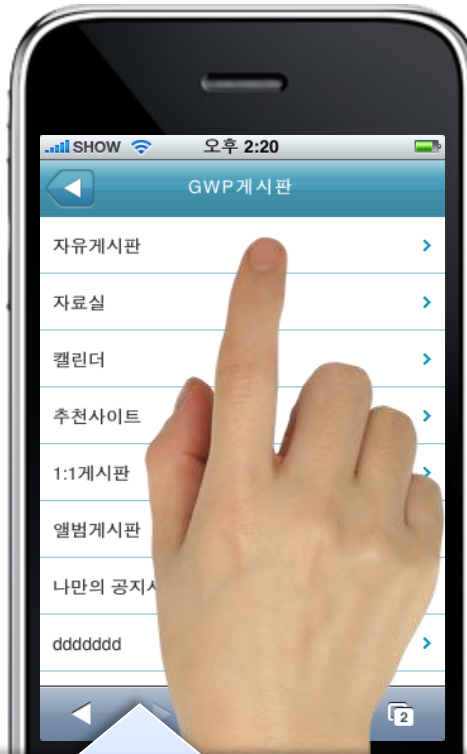 SHOW 오후 2:20
GWP게시판
자유게시판
자료실
캘린더
추천사이트
1:1게시판
앨범게시판
나만의 공지
ddddddd
2